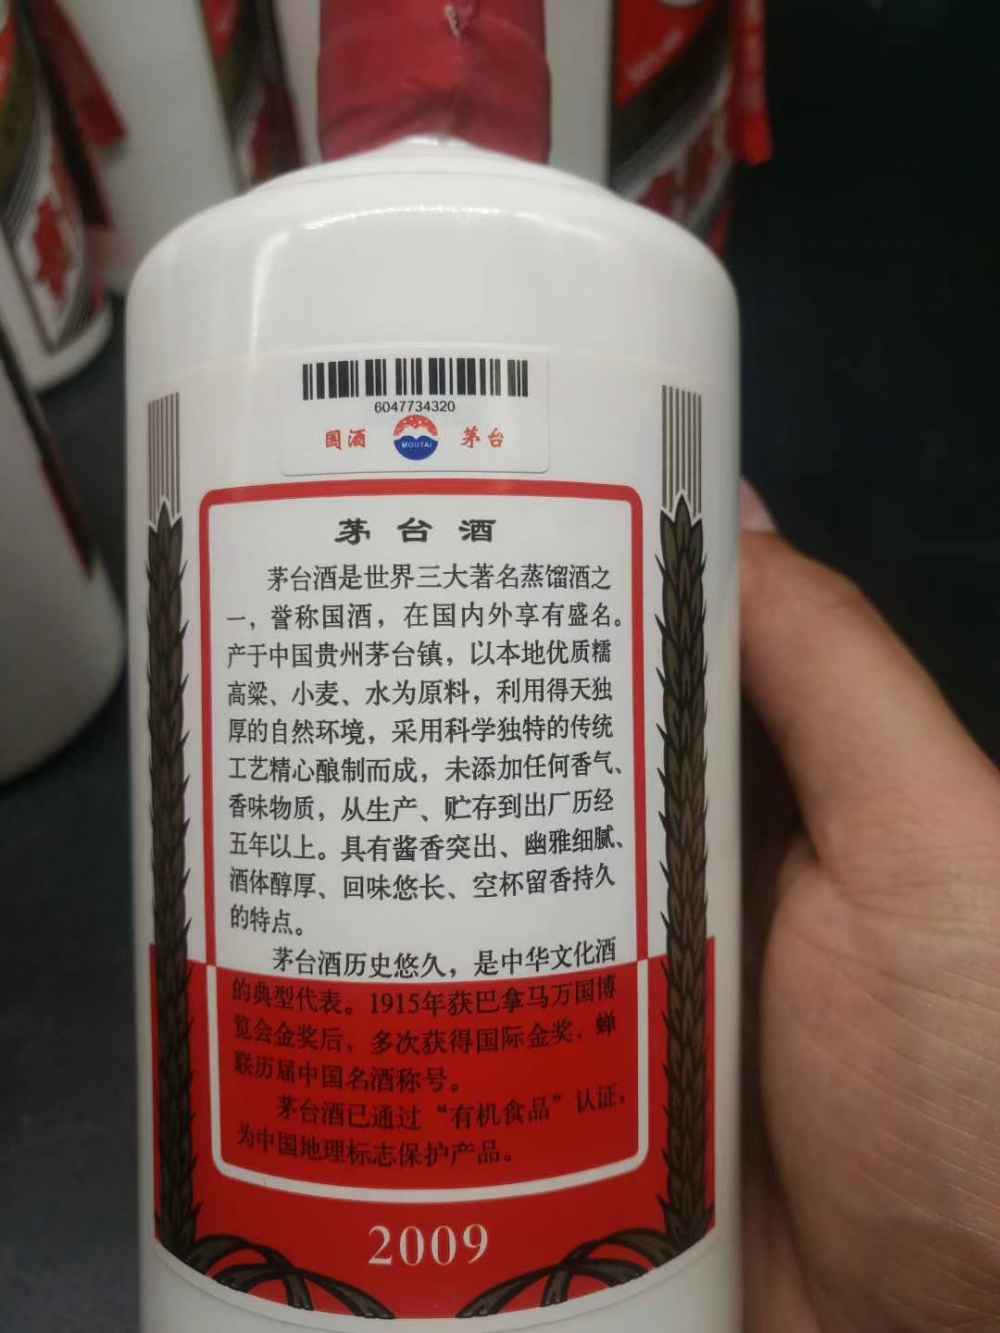 6047734320
国酒
MOUTAI
茅台
茅台酒
茅台酒是世界三大著名蒸馏酒之
一，誉称国酒，在国内外享有盛名。
产于中国贵州茅台镇，以本地优质糯
高粱、小麦、水为原料，利用得天独
厚的自然环境，采用科学独特的传统
工艺精心酿制而成，未添加任何香气、
香味物质，从生产、贮存到出厂历经
五年以上。具有酱香突出、幽雅细腻、
酒体醇厚、回味悠长、空杯留香持久
的特点。
茅台酒历史悠久，是中华文化酒
的典型代表。1915年获巴拿马万国博
览会金奖后，多次获得国际金奖，蝉
联历届中国名酒称号。
茅台酒已通过“有机食品”认证，
为中国地理标志保护产品。
2009